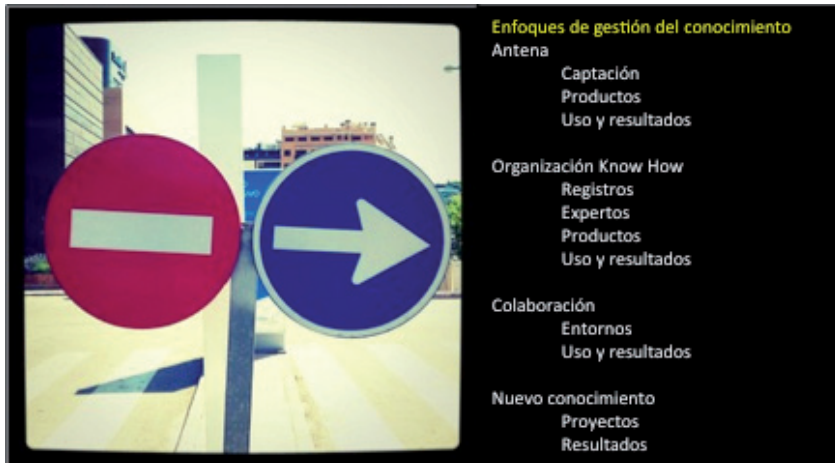 Enfoques de gestión del conocimiento
Antena
Captación
Productos
Uso y resultados
Organización Know How
Registros
Expertos
Productos
Uso y resultados
Colaboración
Entornos
Uso y resultados
Nuevo conocimiento
Proyectos
Resultados